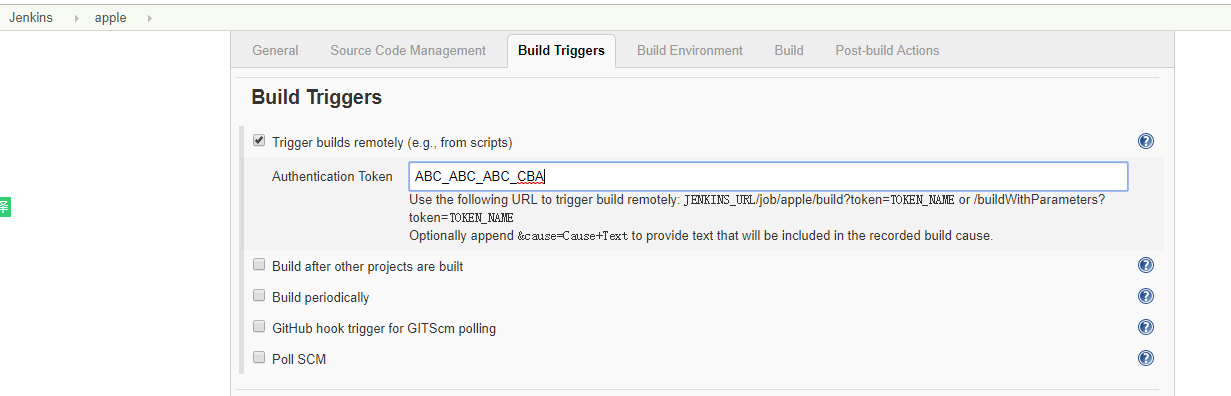 Jenkins apple
General Source Code Management Build Triggers Build Environment Build Post-build Actions
Build Triggers
Trigger builds remotely (e.g., from scripts)
Authentication Token ABC_ABC_ABC_CBA
Use the following URL to trigger build remotely: JENKINS_URL/job/apple/build?token=TOKEN_NAME or /buildWithParameters?
token=TOKEN_NAME
Optionally append &cause=Cause+Text to provide text that will be included in the recorded build cause.
Build after other projects are built
Build periodically
GitHub hook trigger for GITScm polling
Poll SCM